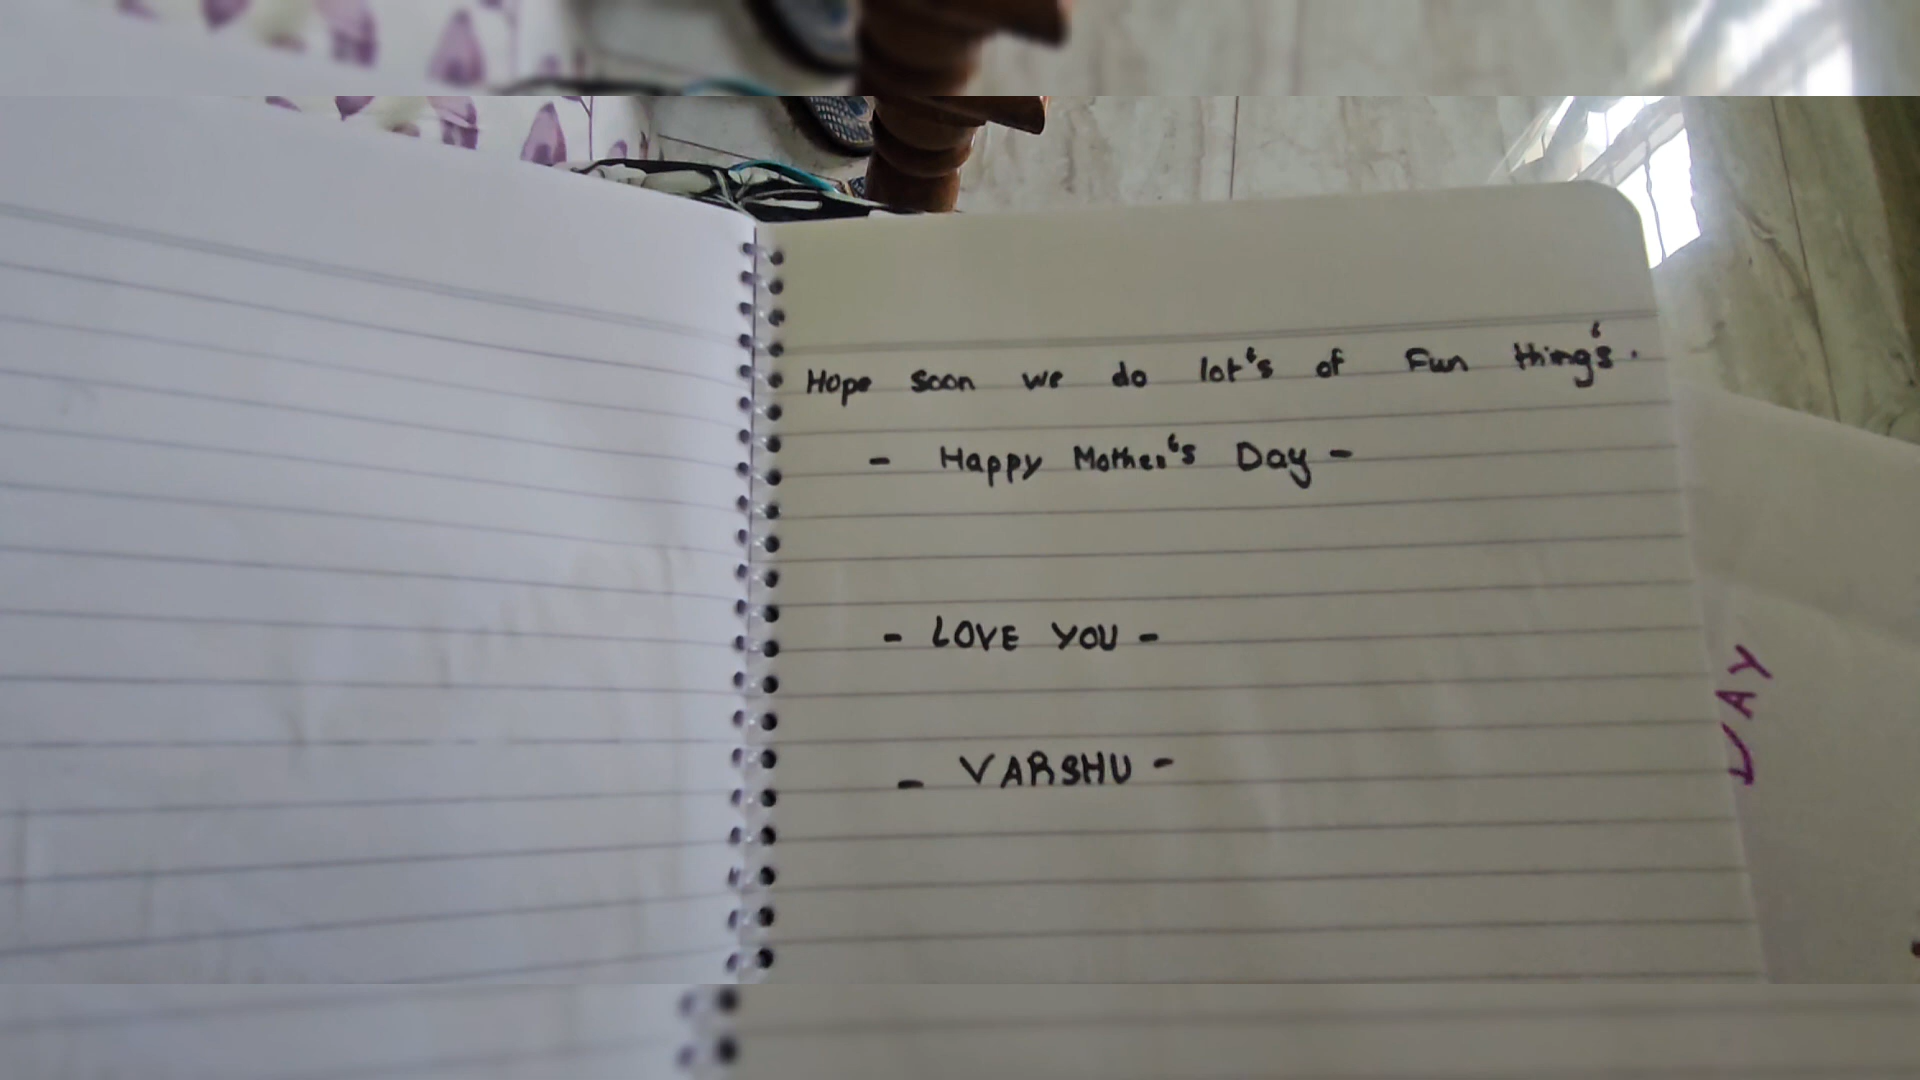 Hope soon we do lot's of Fun thing's.
- Happy Mother's Day -
- LOVE YOU -
- VARSHU -